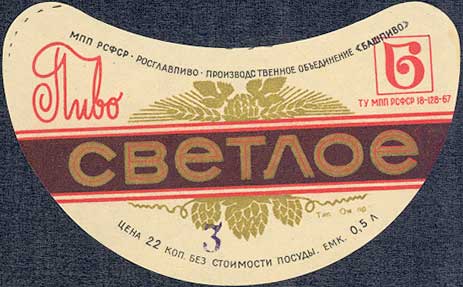 МПП РСФСР · РОСГЛАВПИВО · ПРОИЗВОДСТВЕННОЕ ОБЪЕДИНЕНИЕ «БАШПИВО»
Пиво
Б
ТУ МПП РСФСР 18-128-67
СВЕТЛОЕ
3
ЦЕНА 22 КОП. БЕЗ СТОИМОСТИ ПОСУДЫ. ЕМК. 0,5 Л